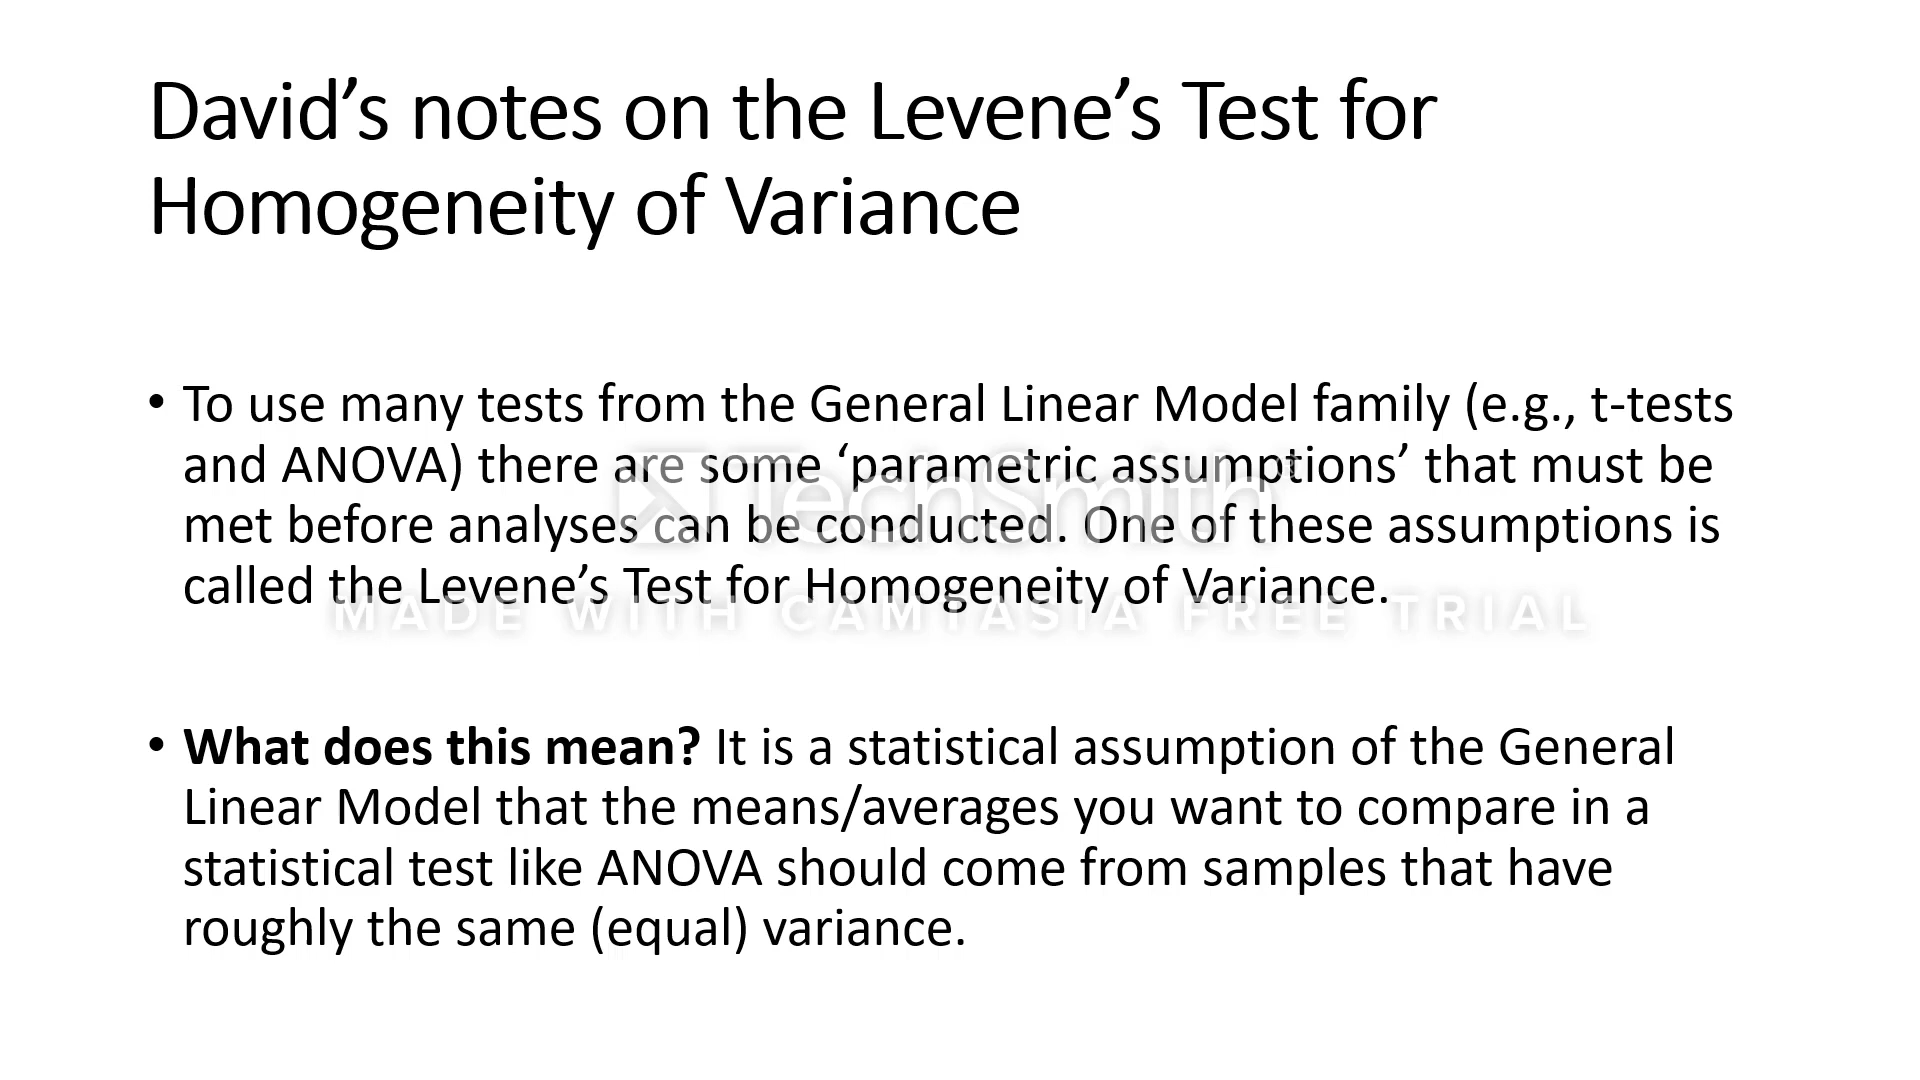 David’s notes on the Levene’s Test for
Homogeneity of Variance
• To use many tests from the General Linear Model family (e.g., t-tests
and ANOVA) there are some ‘parametric assumptions’ that must be
met before analyses can be conducted. One of these assumptions is
called the Levene’s Test for Homogeneity of Variance.
TechSmith®
MADE WITH CAMTASIA FREE TRIAL
• What does this mean? It is a statistical assumption of the General
Linear Model that the means/averages you want to compare in a
statistical test like ANOVA should come from samples that have
roughly the same (equal) variance.